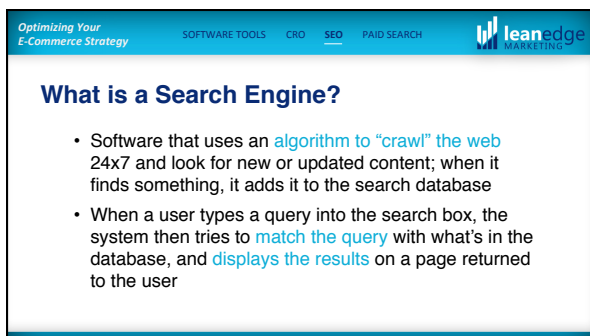 Optimizing Your
E-Commerce Strategy
SOFTWARE TOOLS CRO SEO PAID SEARCH
leanedge
MARKETING
What is a Search Engine?
• Software that uses an algorithm to “crawl” the web
24x7 and look for new or updated content; when it
finds something, it adds it to the search database
• When a user types a query into the search box, the
system then tries to match the query with what’s in the
database, and displays the results on a page returned
to the user